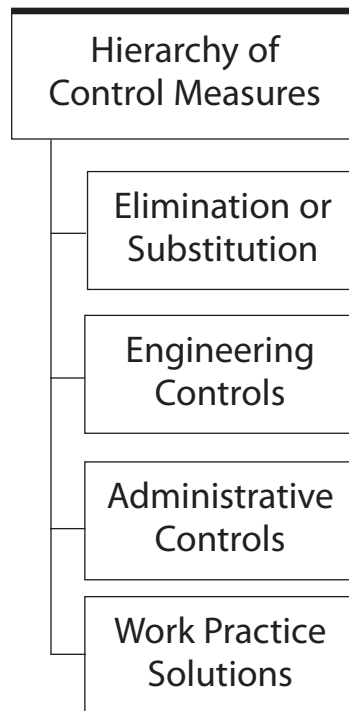 Hierarchy of
Control Measures
Elimination or
Substitution
Engineering
Controls
Administrative
Controls
Work Practice
Solutions